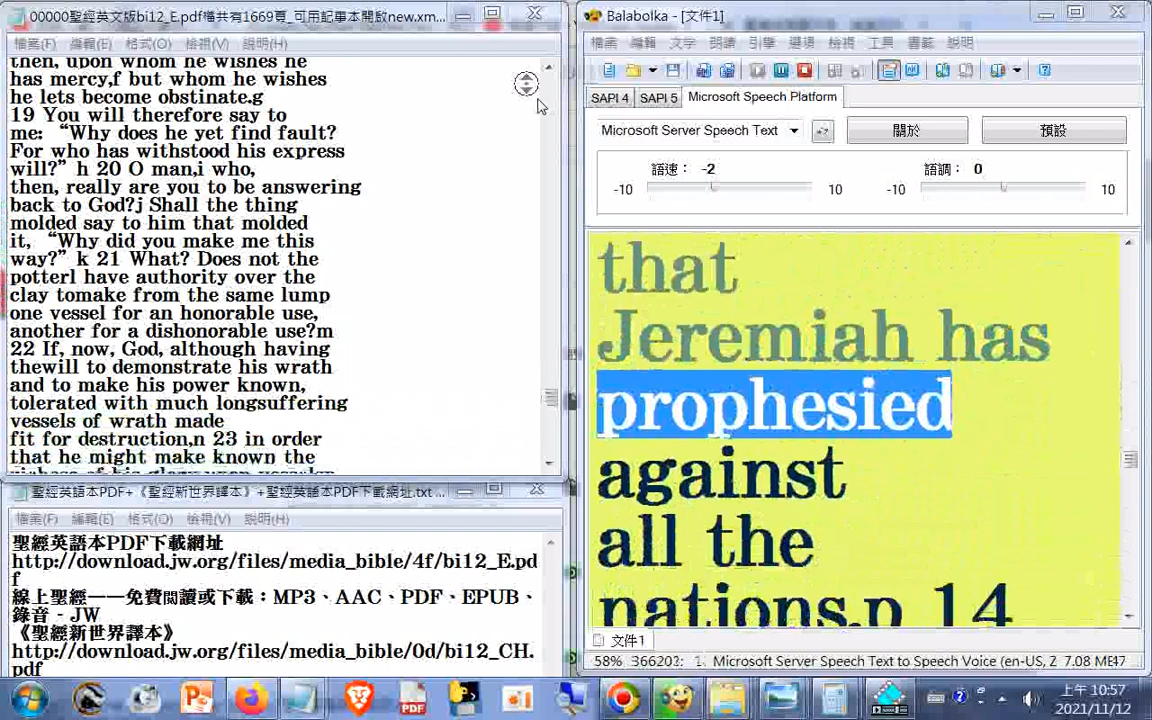 00000聖經英文版bi12_E.pdf檔共有1669頁_可用記事本開啟new.xm...
檔案(F) 編輯(E) 格式(O) 檢視(V) 說明(H)
then, upon whom he wishes he
has mercy,f but whom he wishes
he lets become obstinate.g
19 You will therefore say to
me: “Why does he yet find fault?
For who has withstood his express
will?” h 20 O man,i who,
then, really are you to be answering
back to God?j Shall the thing
molded say to him that molded
it, “Why did you make me this
way?” k 21 What? Does not the
potterl have authority over the
clay tomake from the same lump
one vessel for an honorable use,
another for a dishonorable use?m
22 If, now, God, although having
thewill to demonstrate his wrath
and to make his power known,
tolerated with much longsuffering
vessels of wrath made
fit for destruction,n 23 in order
that he might make known the
聖經英語本PDF+《聖經新世界譯本》+聖經英語本PDF下載網址.txt ...
檔案(F) 編輯(E) 格式(O) 檢視(V) 說明(H)
聖經英語本PDF下載網址
http://download.jw.org/files/media_bible/4f/bi12_E.pd
f
線上聖經——免費閱讀或下載：MP3、AAC、PDF、EPUB、
錄音 - JW
《聖經新世界譯本》
http://download.jw.org/files/media_bible/0d/bi12_CH.
pdf
Balabolka - [文件1]
檔案 編輯 文字 朗讀 引擎 選項 檢視 工具 書籤 說明
SAPI 4 SAPI 5 Microsoft Speech Platform
Microsoft Server Speech Text 關於 預設
語速： -2 語調： 0
-10 10 -10 10
that
Jeremiah has
prophesied
against
all the
nations.p 14
文件1
58% 366203: 1. Microsoft Server Speech Text to Speech Voice (en-US, Z 7.08 ME47
上午 10:57
2021/11/12